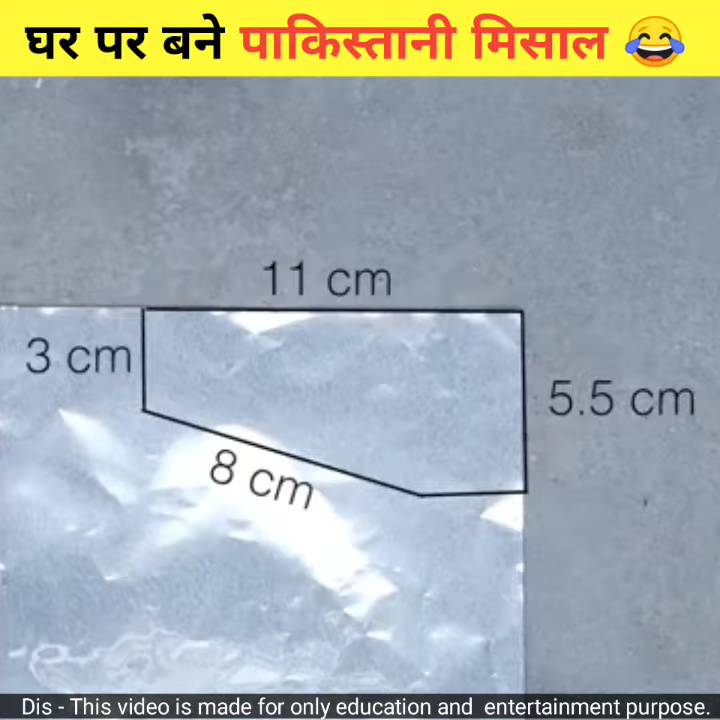 घर पर बने पाकिस्तानी मिसाल 😂
11 cm
3 cm
5.5 cm
8 cm
Dis - This video is made for only education and entertainment purpose.